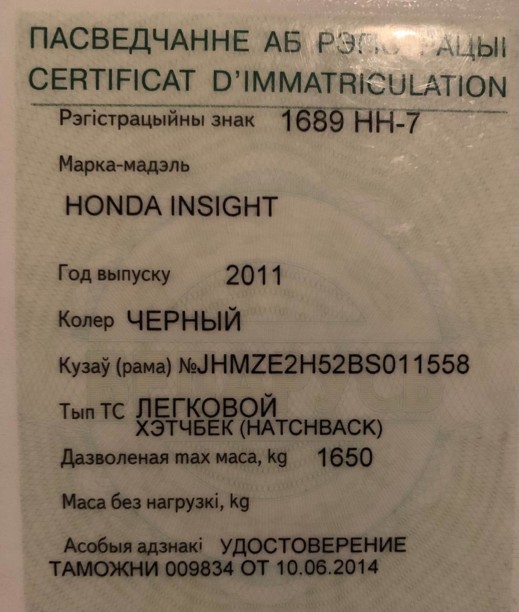 ПАСВЕДЧАННЕ АБ РЭГІСТРАЦЫІ
CERTIFICAT D'IMMATRICULATION
Рэгістрацыйны знак 1689 HH-7
Марка-мадэль
HONDA INSIGHT
Год выпуску 2011
Колер ЧЕРНЫЙ
Кузаў (рама) №JHMZE2H52BS011558
Тып ТС ЛЕГКОВОЙ
ХЭТЧБЕК (HATCHBACK)
Дазволеная max маса, kg 1650
Маса без нагрузкі, kg
Асобыя адзнакі УДОСТОВЕРЕНИЕ
ТАМОЖНИ 009834 ОТ 10.06.2014